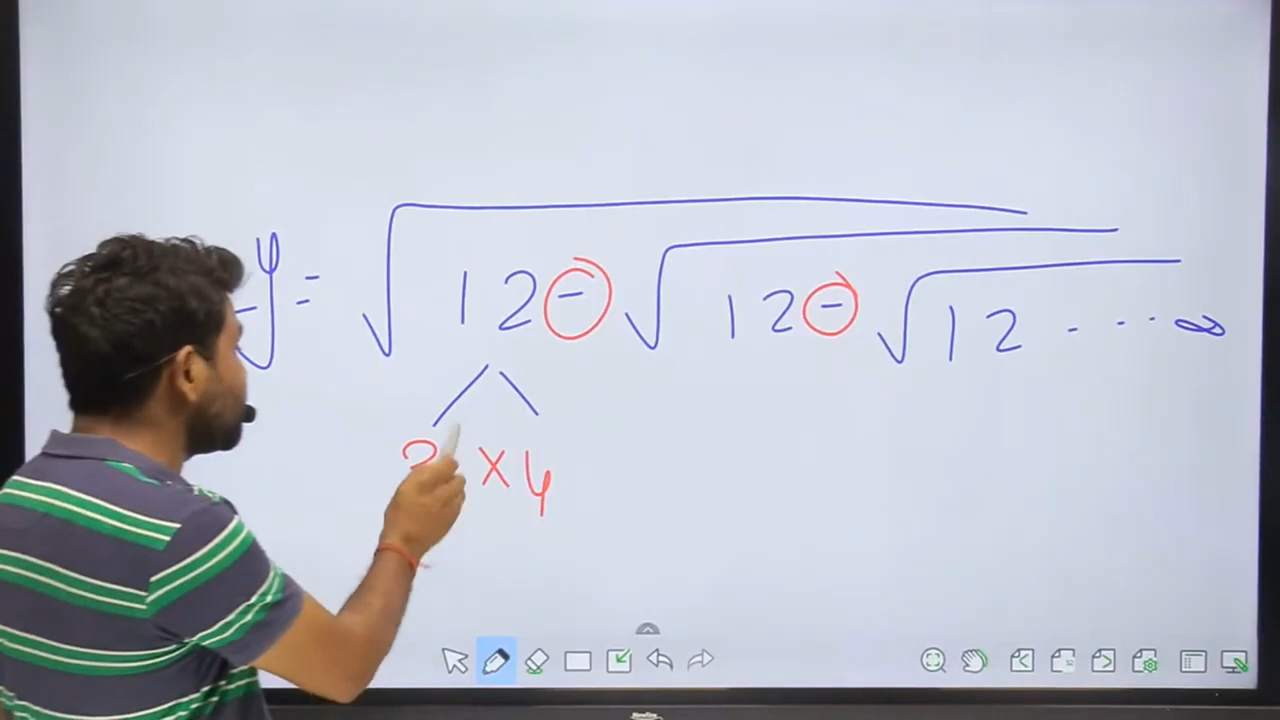 y = √12 - √12 - √12 ... ∞
3 × 4